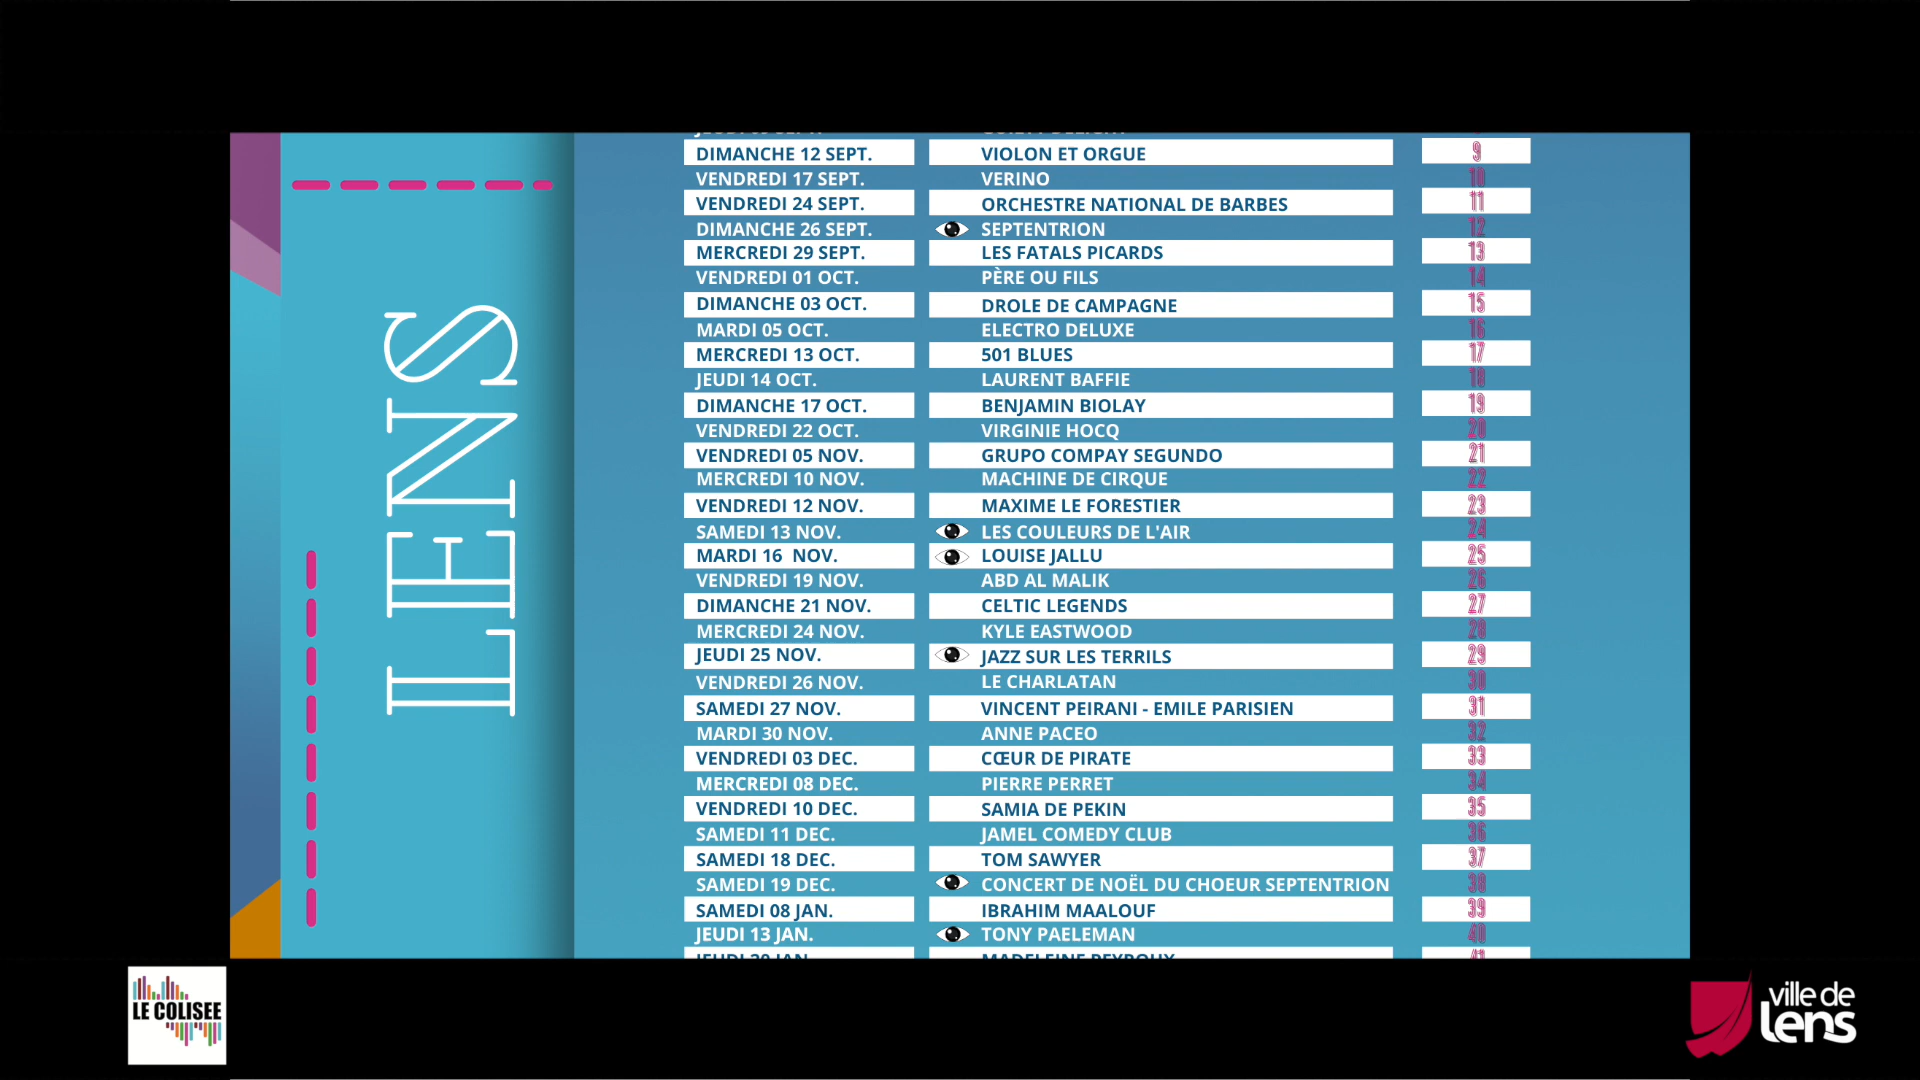 LENS
DIMANCHE 12 SEPT. VIOLON ET ORGUE 9
VENDREDI 17 SEPT. VERINO 10
VENDREDI 24 SEPT. ORCHESTRE NATIONAL DE BARBES 11
DIMANCHE 26 SEPT. SEPTENTRION 12
MERCREDI 29 SEPT. LES FATALS PICARDS 13
VENDREDI 01 OCT. PÈRE OU FILS 14
DIMANCHE 03 OCT. DROLE DE CAMPAGNE 15
MARDI 05 OCT. ELECTRO DELUXE 16
MERCREDI 13 OCT. 501 BLUES 17
JEUDI 14 OCT. LAURENT BAFFIE 18
DIMANCHE 17 OCT. BENJAMIN BIOLAY 19
VENDREDI 22 OCT. VIRGINIE HOCQ 20
VENDREDI 05 NOV. GRUPO COMPAY SEGUNDO 21
MERCREDI 10 NOV. MACHINE DE CIRQUE 22
VENDREDI 12 NOV. MAXIME LE FORESTIER 23
SAMEDI 13 NOV. LES COULEURS DE L'AIR 24
MARDI 16 NOV. LOUISE JALLU 25
VENDREDI 19 NOV. ABD AL MALIK 26
DIMANCHE 21 NOV. CELTIC LEGENDS 27
MERCREDI 24 NOV. KYLE EASTWOOD 28
JEUDI 25 NOV. JAZZ SUR LES TERRILS 29
VENDREDI 26 NOV. LE CHARLATAN 30
SAMEDI 27 NOV. VINCENT PEIRANI - EMILE PARISIEN 31
MARDI 30 NOV. ANNE PACEO 32
VENDREDI 03 DEC. CŒUR DE PIRATE 33
MERCREDI 08 DEC. PIERRE PERRET 34
VENDREDI 10 DEC. SAMIA DE PEKIN 35
SAMEDI 11 DEC. JAMEL COMEDY CLUB 36
SAMEDI 18 DEC. TOM SAWYER 37
SAMEDI 19 DEC. CONCERT DE NOËL DU CHOEUR SEPTENTRION 38
SAMEDI 08 JAN. IBRAHIM MAALOUF 39
JEUDI 13 JAN. TONY PAELEMAN 40
JEUDI 20 JAN. MADELEINE PEYROUX 41
LE COLISEE
ville de
Lens